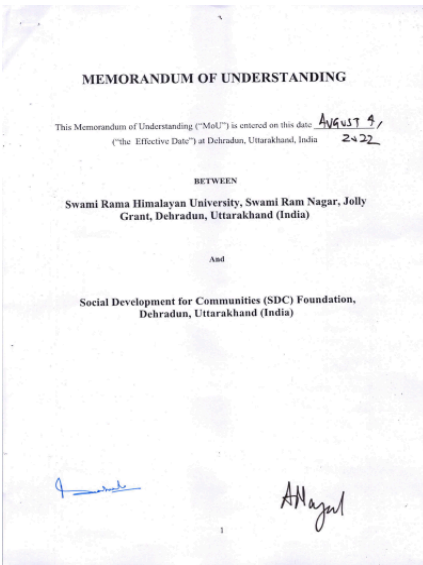 MEMORANDUM OF UNDERSTANDING
This Memorandum of Understanding ("MoU") is entered on this date AUGUST 4,
("the Effective Date") at Dehradun, Uttarakhand, India 2022
BETWEEN
Swami Rama Himalayan University, Swami Ram Nagar, Jolly
Grant, Dehradun, Uttarakhand (India)
And
Social Development for Communities (SDC) Foundation,
Dehradun, Uttarakhand (India)
1